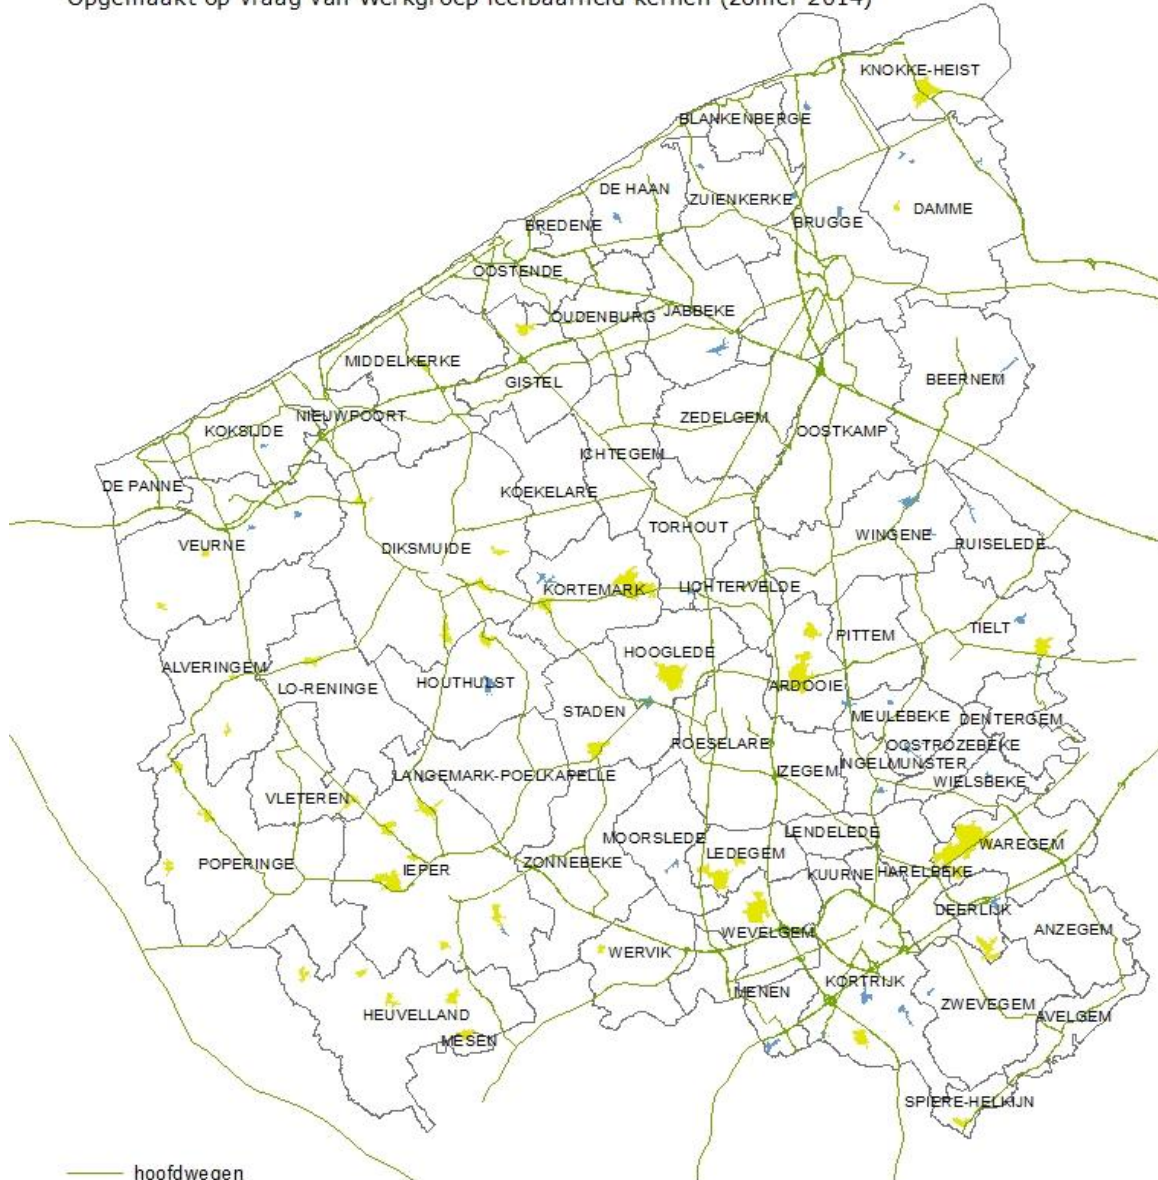 Opgemaakt op vraag van Werkgroep leefbaarheid kernen (zomer 2014)
KNOKKE-HEIST
BLANKENBERGE
DE HAAN
ZUIENKERKE
DAMME
BREDENE
BRUGGE
OOSTENDE
OUDENBURG
JABBEKE
MIDDELKERKE
GISTEL
BEERNEM
NIEUWPOORT
ZEDELGEM
KOKSIJDE
OOSTKAMP
ICHTEGEM
DE PANNE
KOEKELARE
TORHOUT
WINGENE
VEURNE
DIKSMUIDE
RUISELEDE
KORTEMARK
LICHTERVELDE
TIELT
PITTEM
HOOGLEDE
ALVERINGEM
HOUTHULST
LO-RENINGE
ARDOOIE
STADEN
MEULEBEKE
DENTERGEM
ROESELARE
OOSTROZEBEKE
INGELMUNSTER
LANGEMARK-POELKAPELLE
IZEGEM
WIELSBEKE
VLETEREN
LENDELEDE
MOORSLEDE
WAREGEM
LEDEGEM
POPERINGE
ZONNEBEKE
IEPER
KUURNE
HARELBEKE
DEERLIJK
WEVELGEM
ANZEGEM
WERVIK
KORTRIJK
MENEN
ZWEVEGEM
HEUVELLAND
AVELGEM
MESEN
SPIERE-HELKIJN
hoofdwegen